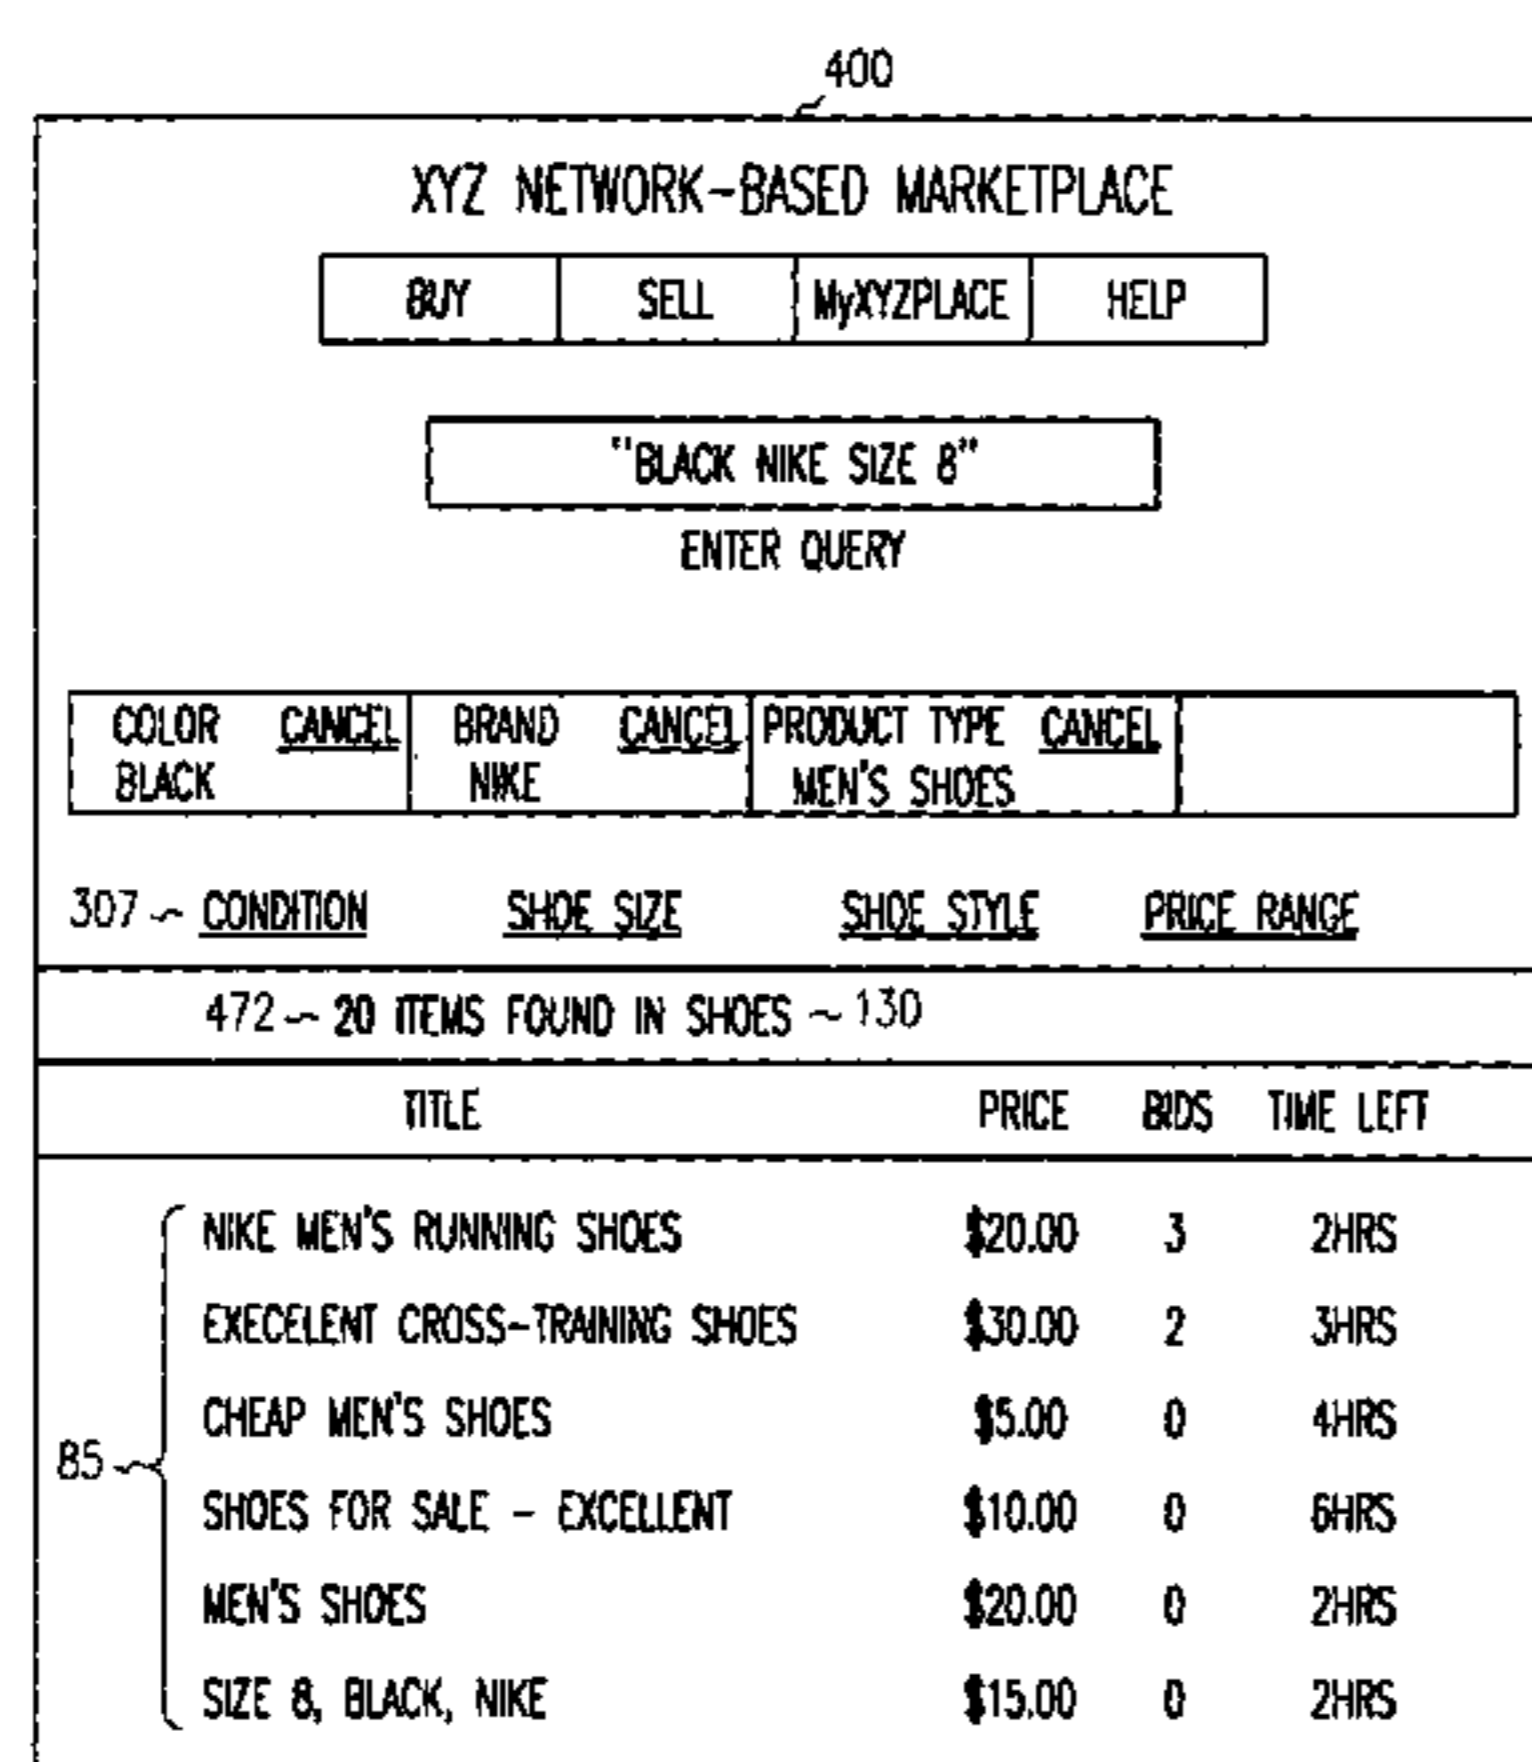 400
XYZ NETWORK-BASED MARKETPLACE
BUY SELL MyXYZPLACE HELP
"BLACK NIKE SIZE 8"
ENTER QUERY
COLOR CANCEL BRAND CANCEL PRODUCT TYPE CANCEL
BLACK NIKE MEN'S SHOES
307 CONDITION SHOE SIZE SHOE STYLE PRICE RANGE
472 20 ITEMS FOUND IN SHOES 130
TITLE PRICE BIDS TIME LEFT
NIKE MEN'S RUNNING SHOES $20.00 3 2HRS
EXECELENT CROSS-TRAINING SHOES $30.00 2 3HRS
CHEAP MEN'S SHOES $5.00 0 4HRS
85
SHOES FOR SALE - EXCELLENT $10.00 0 6HRS
MEN'S SHOES $20.00 0 2HRS
SIZE 8, BLACK, NIKE $15.00 0 2HRS